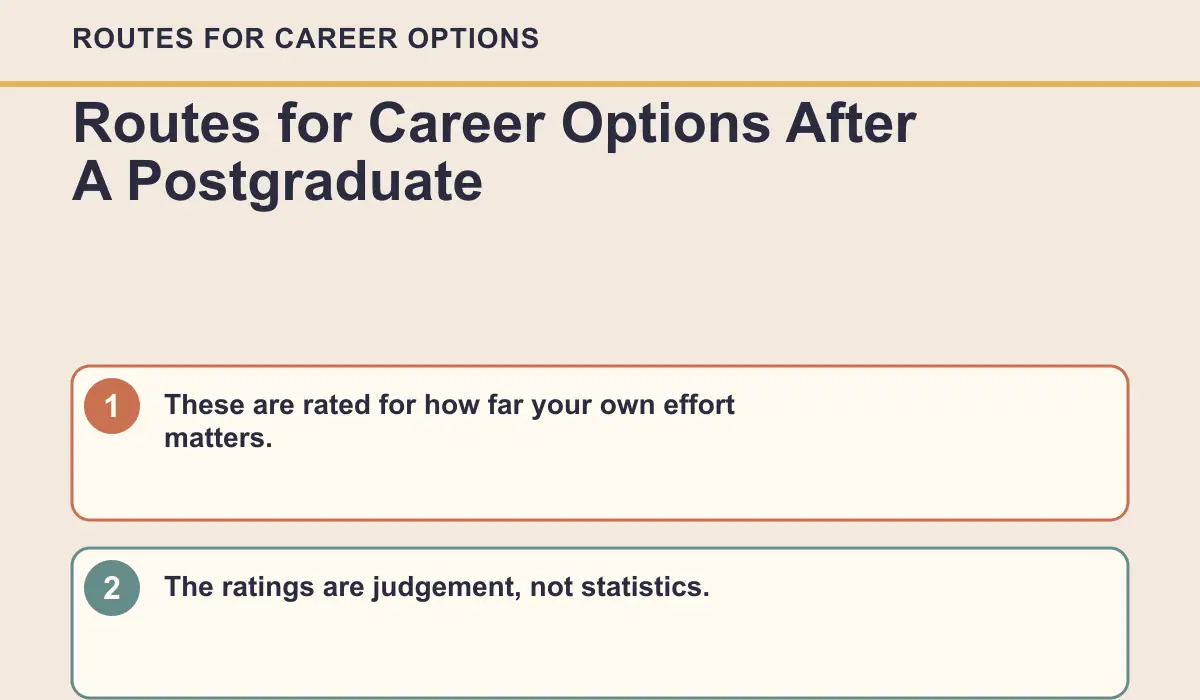 ROUTES FOR CAREER OPTIONS
Routes for Career Options After
A Postgraduate
1
These are rated for how far your own effort
matters.
2
The ratings are judgement, not statistics.